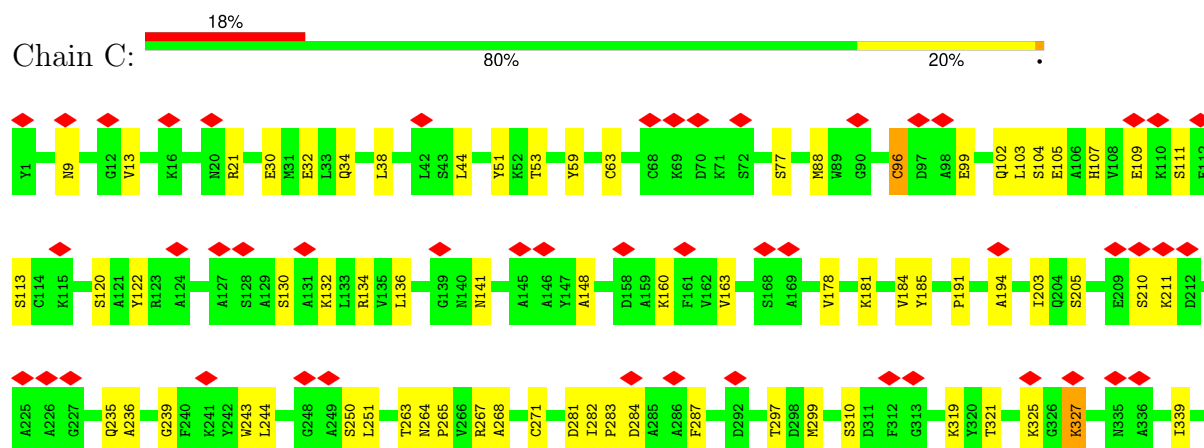 18%
Chain C:
80% 20% •
Y1 N9 G12 V13 K16 N20 R21 E30 M31 E32 L33 Q34 L38 L42 S43 L44 Y51 K52 T53 Y59 C63 C68 K69 D70 K71 S72 S77 M88 W89 G90 C96 D97 A98 E99 Q102 L103 S104 E105 A106 H107 V108 E109 K110 S111
S113 C114 K115 S120 A121 Y122 R123 A124 A127 S128 A129 S130 A131 K132 L133 R134 V135 L136 G139 N140 N141 A145 A146 Y147 A148 D158 A159 K160 F161 V162 V163 S168 A169 V178 K181 V184 Y185 P191 A194 I203 Q204 S205 E209 S210 K211 D212
A225 A226 G227 Q235 A236 G239 F240 K241 Y242 W243 L244 G248 A249 S250 L251 T263 N264 P265 V266 R267 A268 C271 D281 I282 P283 D284 A285 A286 F287 D292 T297 D298 M299 S310 D311 F312 G313 K319 Y320 T321 K325 G326 K327 N335 A336 I339